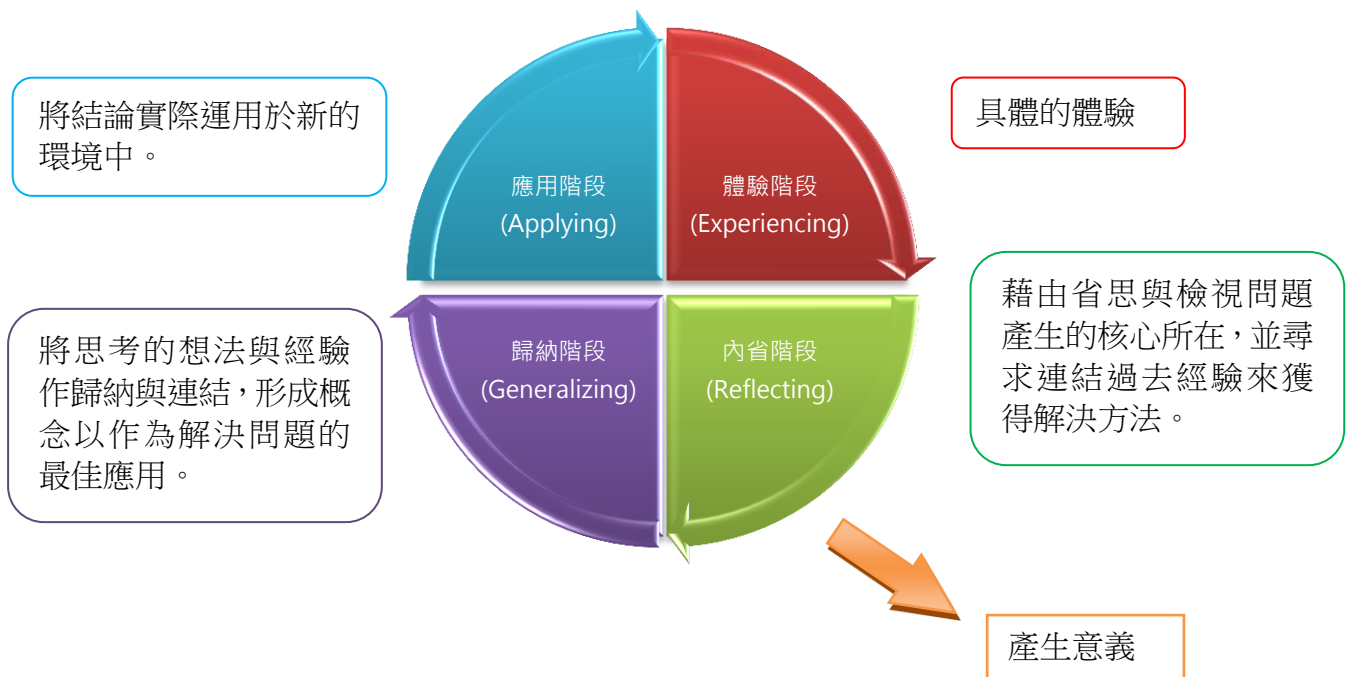 將結論實際運用於新的
環境中。
應用階段
(Applying)
體驗階段
(Experiencing)
具體的體驗
將思考的想法與經驗
作歸納與連結，形成概
念以作為解決問題的
最佳應用。
歸納階段
(Generalizing)
內省階段
(Reflecting)
藉由省思與檢視問題
產生的核心所在，並尋
求連結過去經驗來獲
得解決方法。
產生意義